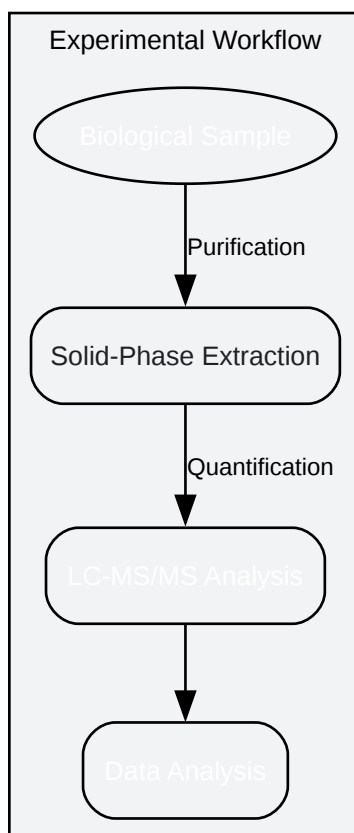 Experimental Workflow
Biological Sample
Purification
Solid-Phase Extraction
Quantification
LC-MS/MS Analysis
Data Analysis